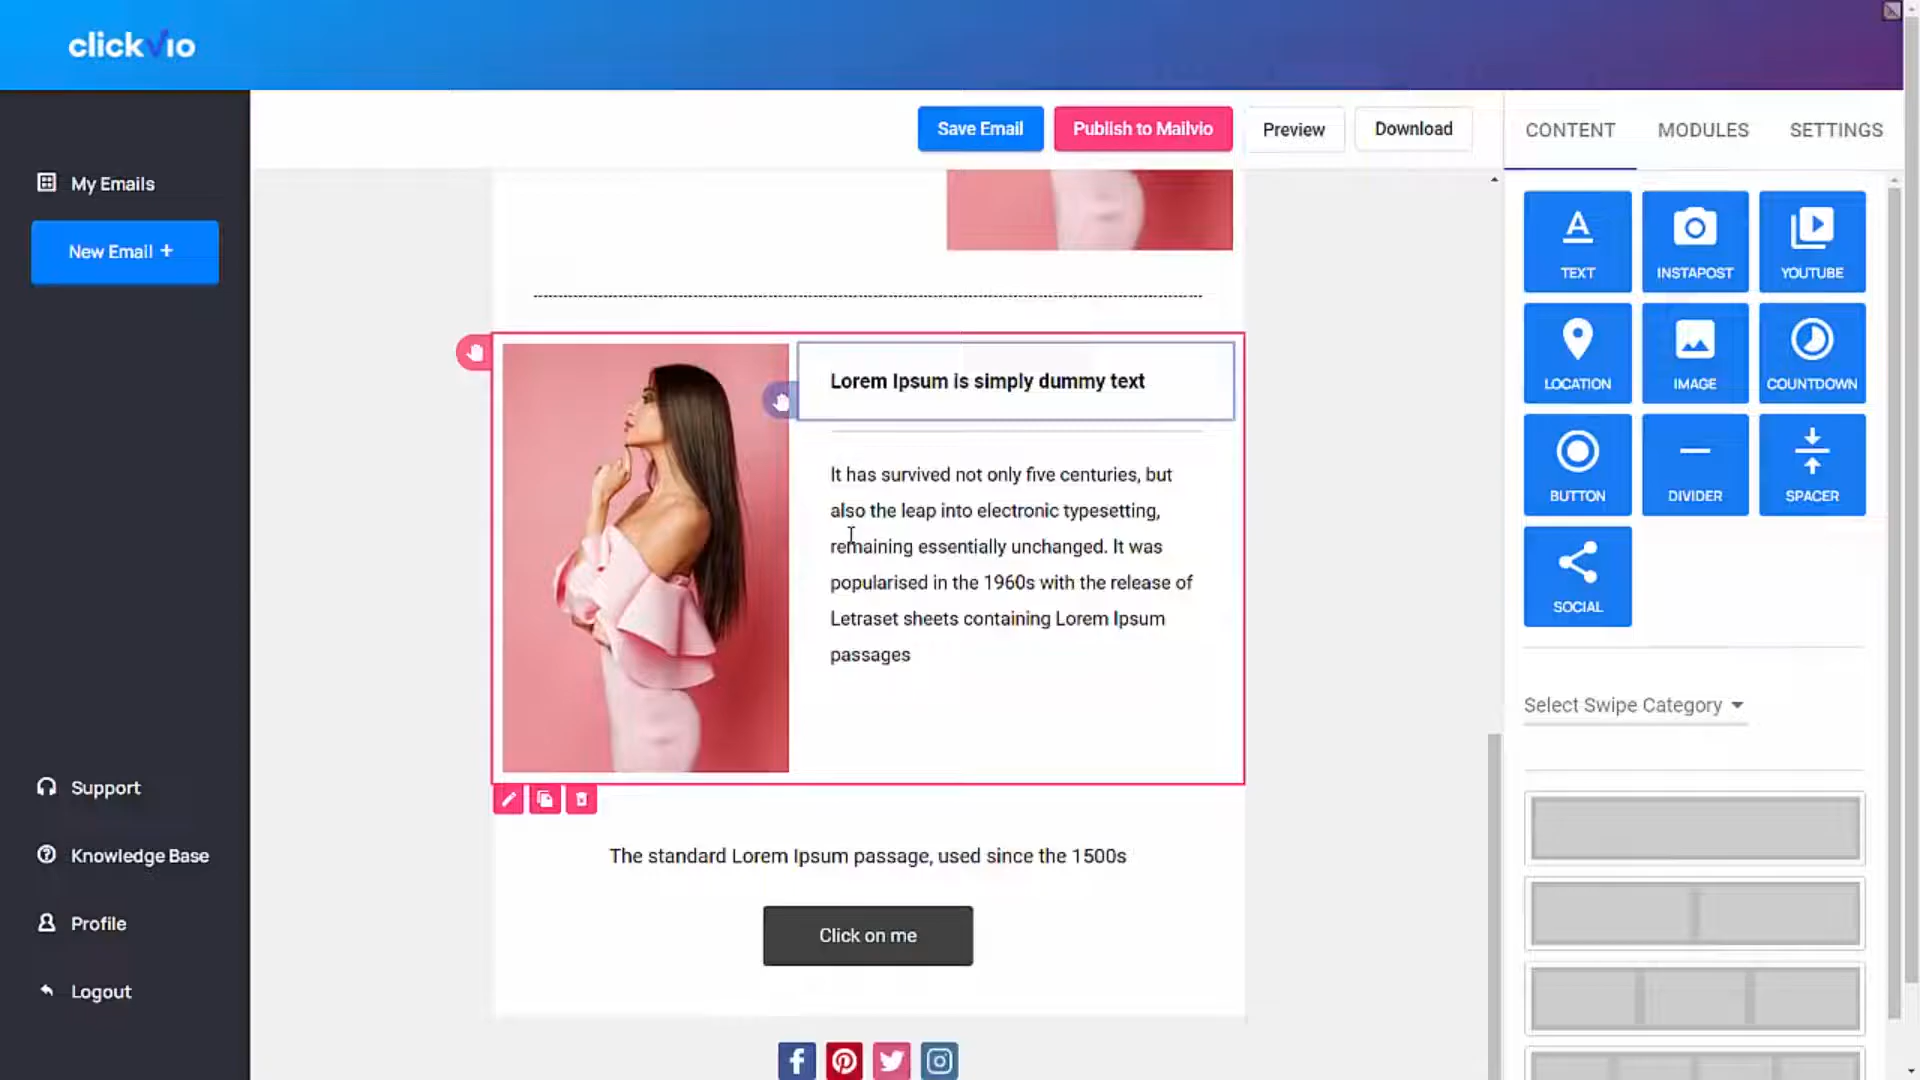 clickvio
Save Email
Publish to Mailvio
Preview
Download
CONTENT
MODULES
SETTINGS
My Emails
New Email +
Support
Knowledge Base
Profile
Logout
Lorem Ipsum is simply dummy text
It has survived not only five centuries, but
also the leap into electronic typesetting,
remaining essentially unchanged. It was
popularised in the 1960s with the release of
Letraset sheets containing Lorem Ipsum
passages
The standard Lorem Ipsum passage, used since the 1500s
Click on me
TEXT
INSTAPOST
YOUTUBE
LOCATION
IMAGE
COUNTDOWN
BUTTON
DIVIDER
SPACER
SOCIAL
Select Swipe Category